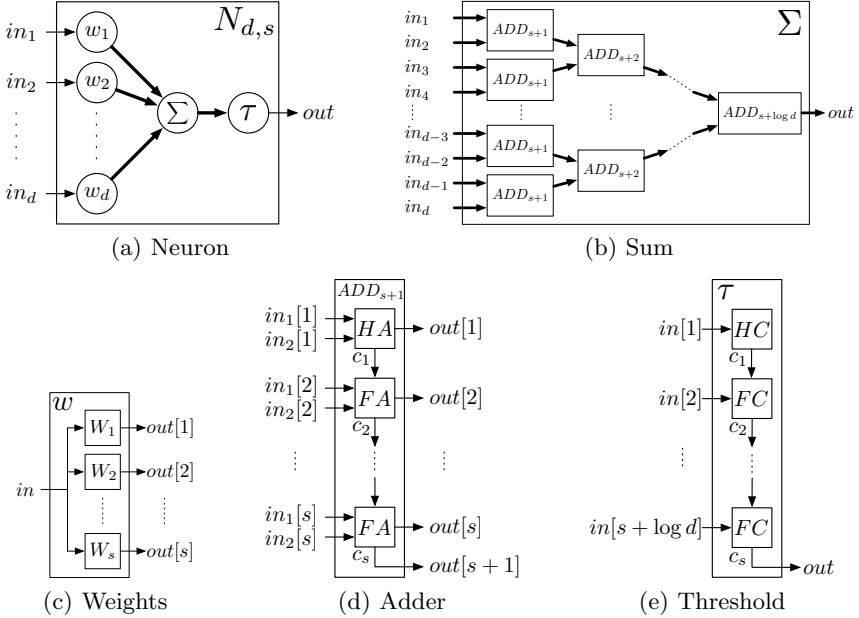 N_{d,s}
in_1
w_1
in_2
w_2
Σ
τ
out
in_d
w_d
(a) Neuron
Σ
in_1
ADD_{s+1}
in_2
ADD_{s+2}
in_3
ADD_{s+1}
in_4
ADD_{s+log d}
out
in_{d−3}
ADD_{s+1}
in_{d−2}
ADD_{s+2}
in_{d−1}
ADD_{s+1}
in_d
(b) Sum
w
W_1
out[1]
W_2
out[2]
in
W_s
out[s]
(c) Weights
ADD_{s+1}
in_1[1]
in_2[1]
HA
out[1]
c_1
in_1[2]
in_2[2]
FA
out[2]
c_2
in_1[s]
in_2[s]
FA
out[s]
c_s
out[s + 1]
(d) Adder
τ
in[1]
HC
c_1
in[2]
FC
c_2
in[s + log d]
FC
c_s
out
(e) Threshold